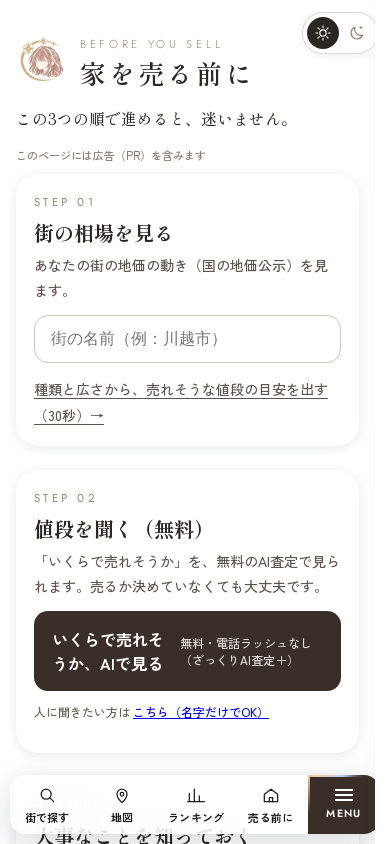 BEFORE YOU SELL
家を売る前に
この3つの順で進めると、迷いません。
このページには広告（PR）を含みます
STEP 01
街の相場を見る
あなたの街の地価の動き（国の地価公示）を見
ます。
街の名前（例：川越市）
種類と広さから、売れそうな値段の目安を出す
（30秒）→
STEP 02
値段を聞く（無料）
「いくらで売れそうか」を、無料のAI査定で見ら
れます。売るか決めていなくても大丈夫です。
いくらで売れそ
うか、AIで見る
無料・電話ラッシュなし
（ざっくりAI査定＋）
人に聞きたい方は こちら（名字だけでOK）
街で探す
地図
ランキング
売る前に
MENU
大事なことを知っておく